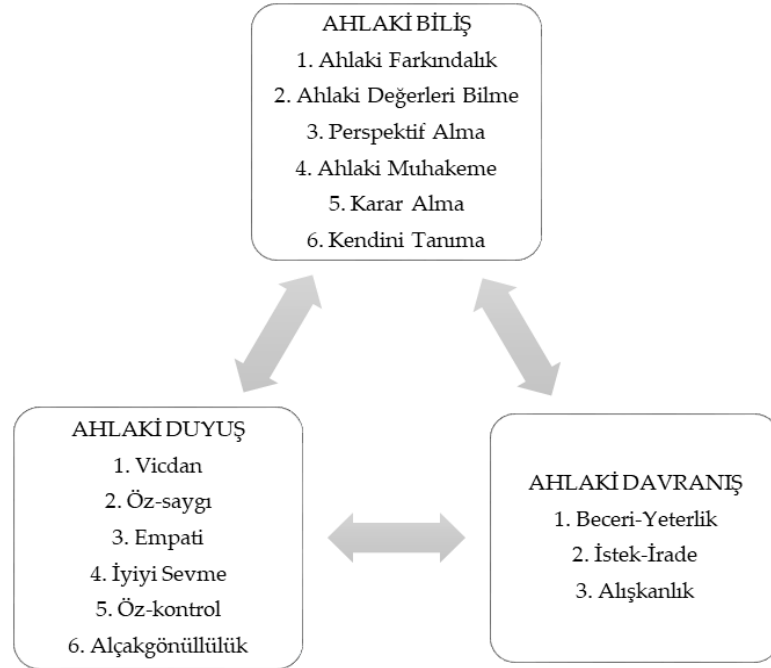 AHLAKİ BİLİŞ
1. Ahlaki Farkındalık
2. Ahlaki Değerleri Bilme
3. Perspektif Alma
4. Ahlaki Muhakeme
5. Karar Alma
6. Kendini Tanıma
AHLAKİ DUYUŞ
1. Vicdan
2. Öz-saygı
3. Empati
4. İyiyi Sevme
5. Öz-kontrol
6. Alçakgönüllülük
AHLAKİ DAVRANIŞ
1. Beceri-Yeterlik
2. İstek-İrade
3. Alışkanlık